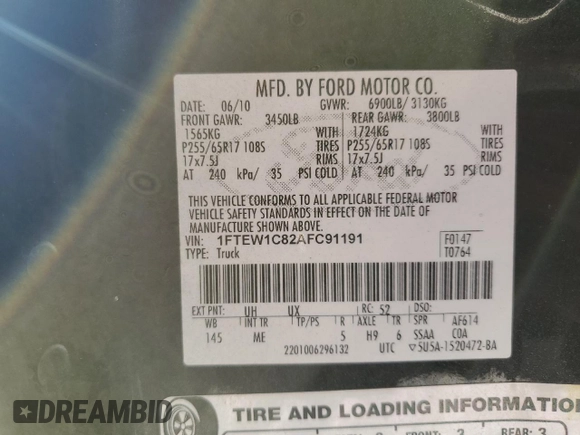 MFD. BY FORD MOTOR CO.
DATE: 06/10 GVWR: 6900LB/ 3130KG
FRONT GAWR: 3450LB REAR GAWR: 3800LB
1565KG WITH 1724KG WITH
P255/65R17 108S TIRES P255/65R17 108S TIRES
17x7.5J RIMS 17x7.5J RIMS
AT 240 kPa/ 35 PSI COLD AT 240 kPa/ 35 PSI COLD
THIS VEHICLE CONFORMS TO ALL APPLICABLE FEDERAL MOTOR
VEHICLE SAFETY STANDARDS IN EFFECT ON THE DATE OF
MANUFACTURE SHOWN ABOVE.
VIN: 1FTEW1C82AFC91191 F0147
TYPE: Truck T0764
EXT PNT: UH UX RC: 52 DSO:
WB INT TR TP/PS R AXLE TR SPR AF614
145 ME 5 H9 6 SSAA C0A
2201006296132 UTC ▽5U5A-1520472-BA
TIRE AND LOADING INFORMATION
FRONT: REAR: 3
DREAMBID